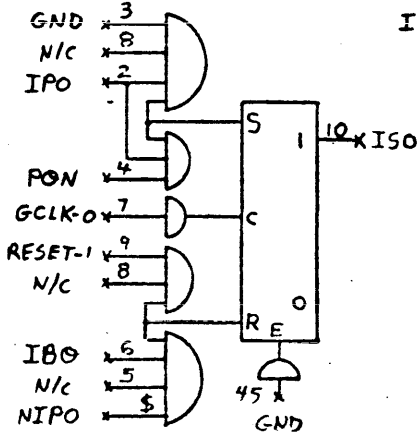 GND 3
I
N/C 8
IPO 2
S
1 10 ISO
PON 4
GCLK-0 7
C
RESET-1 9
N/C 8
O
R E
IBO 6
N/C 5
45
NIPO $
GND